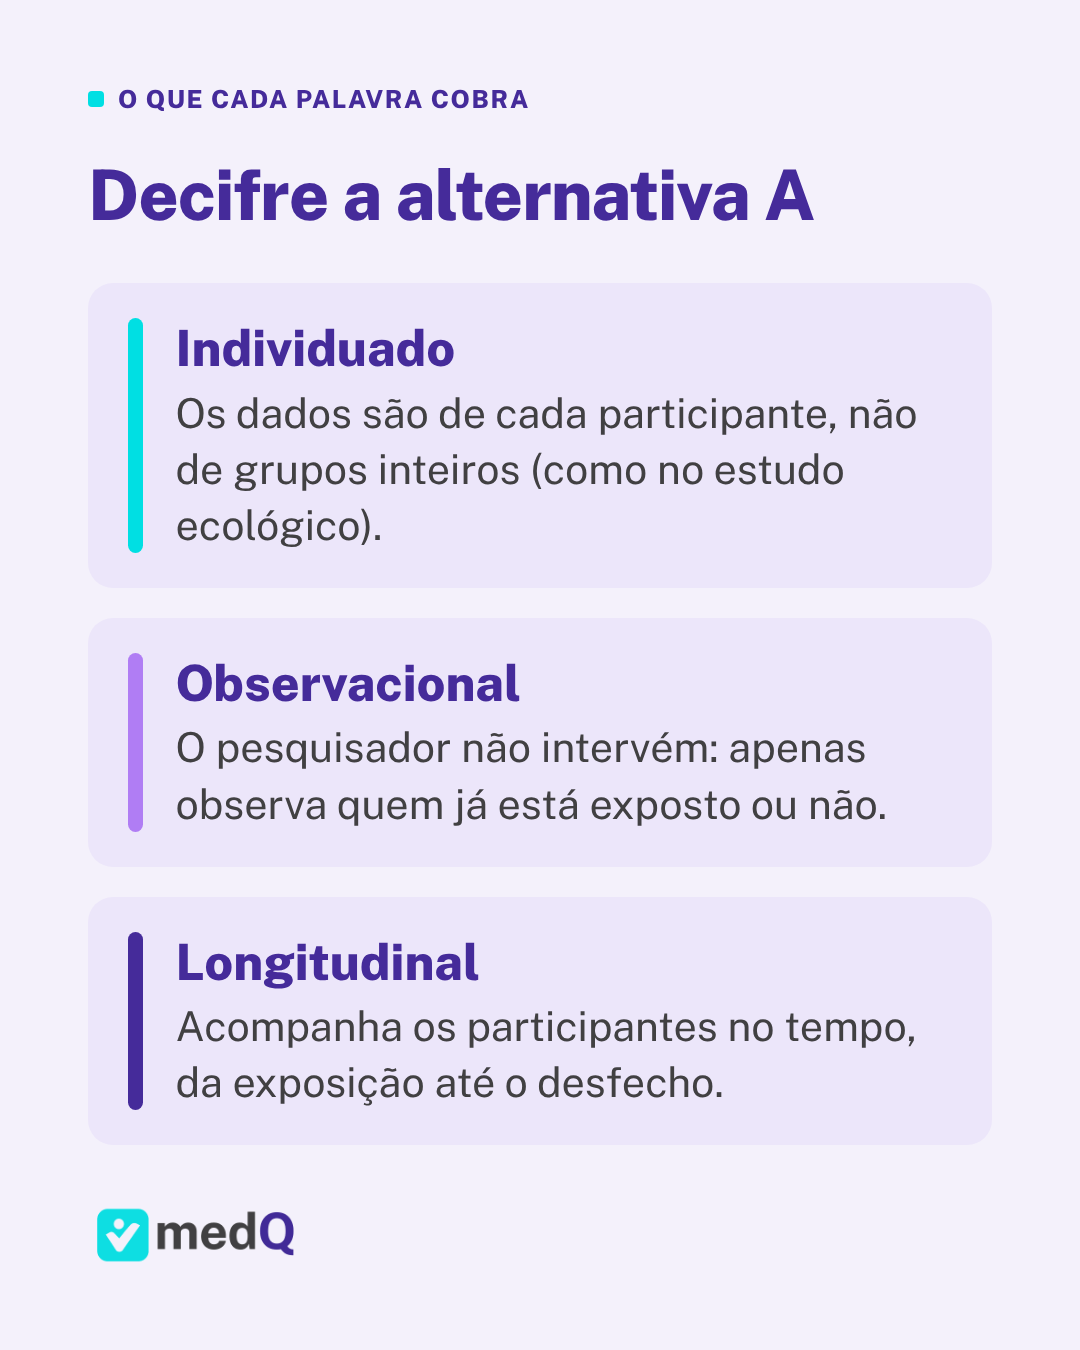 O QUE CADA PALAVRA COBRA
Decifre a alternativa A
Individuado
Os dados são de cada participante, não
de grupos inteiros (como no estudo
ecológico).
Observacional
O pesquisador não intervém: apenas
observa quem já está exposto ou não.
Longitudinal
Acompanha os participantes no tempo,
da exposição até o desfecho.
medQ